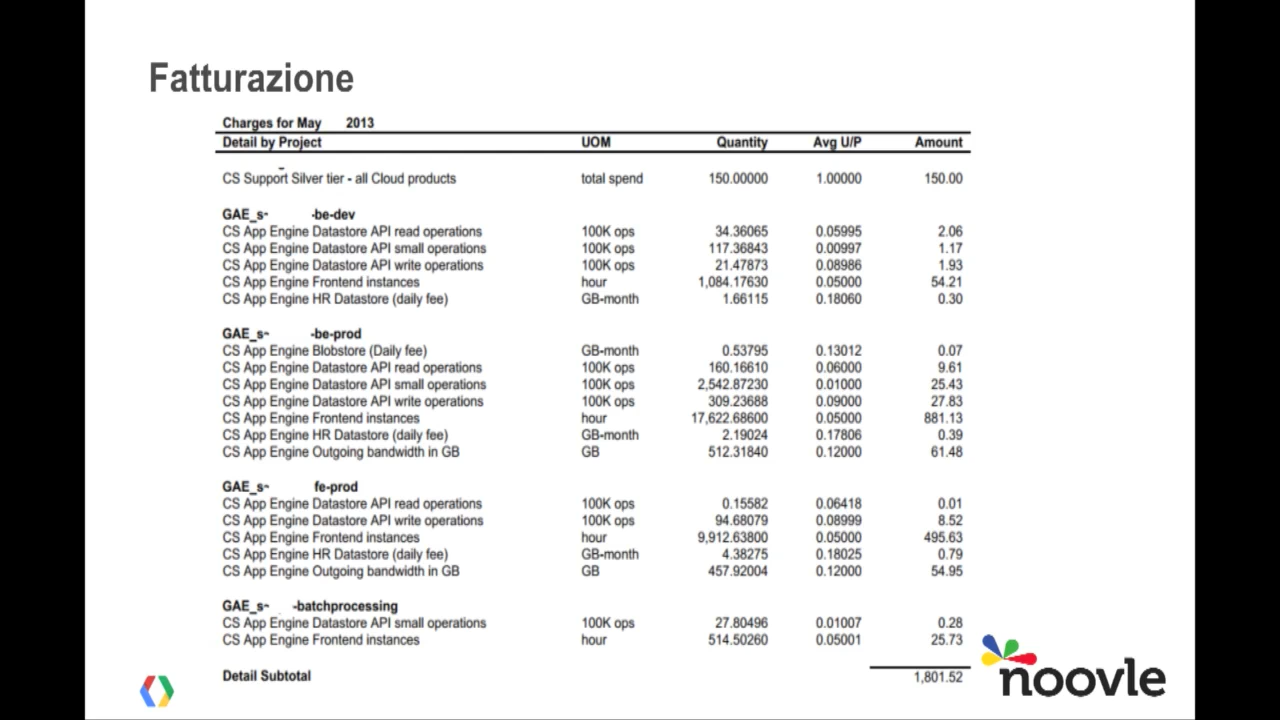 Fatturazione
Charges for May 2013
Detail by Project UOM Quantity Avg U/P Amount
CS Support Silver tier - all Cloud products total spend 150.00000 1.00000 150.00
GAE_s- -be-dev
CS App Engine Datastore API read operations 100K ops 34.36065 0.05995 2.06
CS App Engine Datastore API small operations 100K ops 117.36843 0.00997 1.17
CS App Engine Datastore API write operations 100K ops 21.47873 0.08986 1.93
CS App Engine Frontend instances hour 1,084.17630 0.05000 54.21
CS App Engine HR Datastore (daily fee) GB-month 1.66115 0.18060 0.30
GAE_s- -be-prod
CS App Engine Blobstore (Daily fee) GB-month 0.53795 0.13012 0.07
CS App Engine Datastore API read operations 100K ops 160.16610 0.06000 9.61
CS App Engine Datastore API small operations 100K ops 2,542.87230 0.01000 25.43
CS App Engine Datastore API write operations 100K ops 309.23688 0.09000 27.83
CS App Engine Frontend instances hour 17,622.68600 0.05000 881.13
CS App Engine HR Datastore (daily fee) GB-month 2.19024 0.17806 0.39
CS App Engine Outgoing bandwidth in GB GB 512.31840 0.12000 61.48
GAE_s- fe-prod
CS App Engine Datastore API read operations 100K ops 0.15582 0.06418 0.01
CS App Engine Datastore API write operations 100K ops 94.68079 0.08999 8.52
CS App Engine Frontend instances hour 9,912.63800 0.05000 495.63
CS App Engine HR Datastore (daily fee) GB-month 4.38275 0.18025 0.79
CS App Engine Outgoing bandwidth in GB GB 457.92004 0.12000 54.95
GAE_s- -batchprocessing
CS App Engine Datastore API small operations 100K ops 27.80496 0.01007 0.28
CS App Engine Frontend instances hour 514.50260 0.05001 25.73
Detail Subtotal 1,801.52
noovle